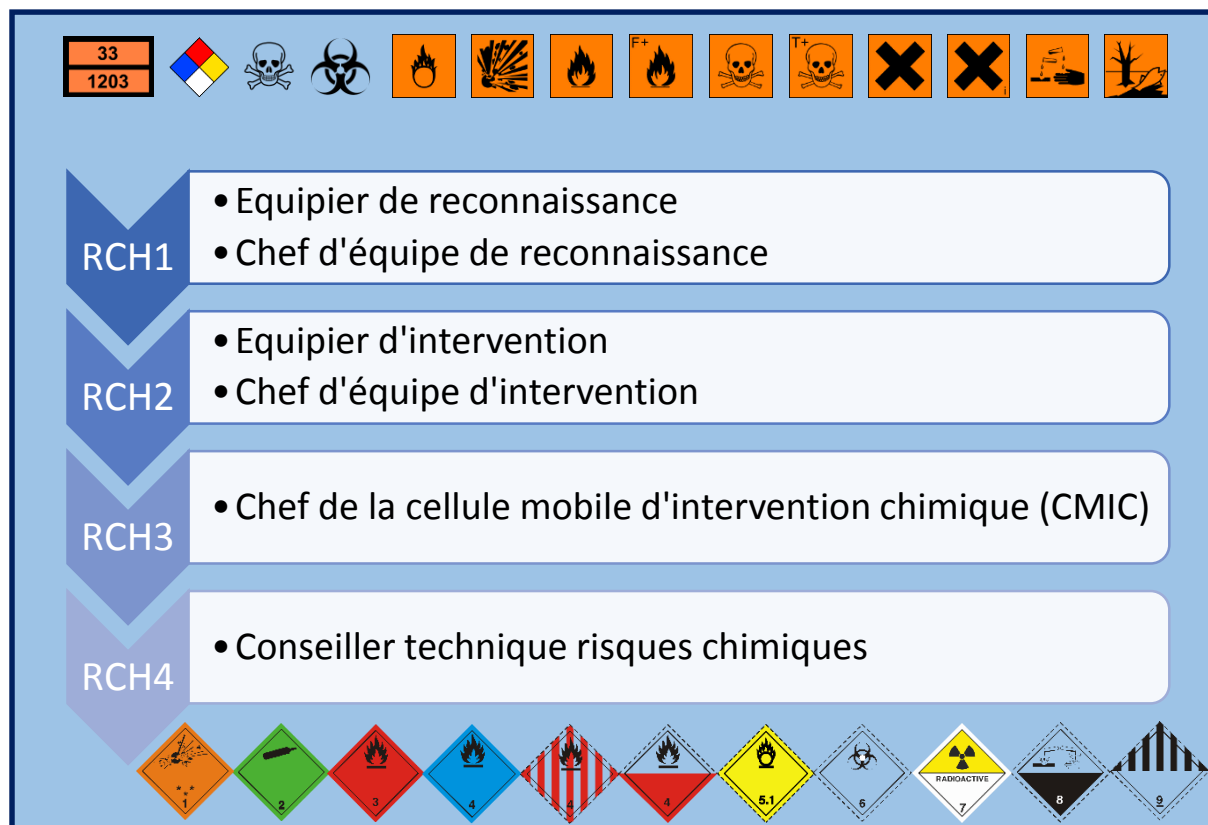 33
1203
F+
T+
i
RCH1
• Equipier de reconnaissance
• Chef d'équipe de reconnaissance
RCH2
• Equipier d'intervention
• Chef d'équipe d'intervention
RCH3
• Chef de la cellule mobile d'intervention chimique (CMIC)
RCH4
• Conseiller technique risques chimiques
1
2
3
4
4
4
5.1
6
RADIOACTIVE
7
8
9